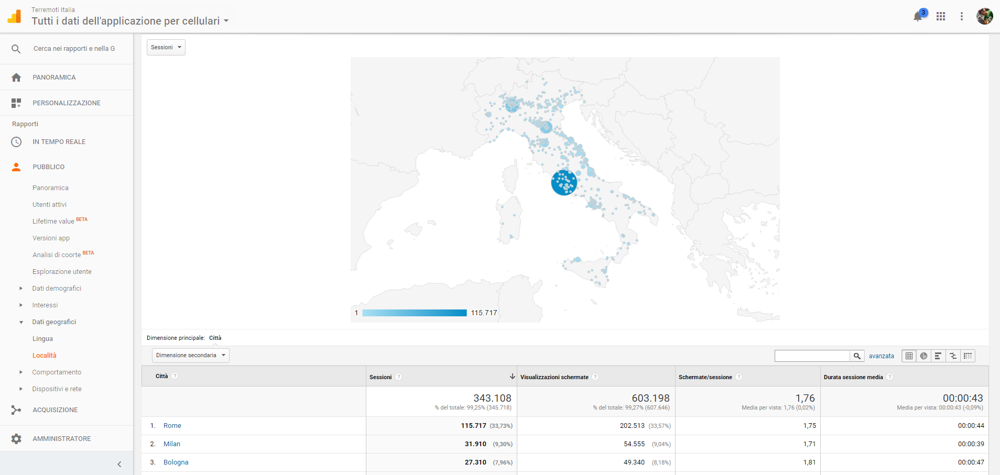 Terremoti Italia
Tutti i dati dell'applicazione per cellulari
3
Cerca nei rapporti e nella G
PANORAMICA
PERSONALIZZAZIONE
Rapporti
IN TEMPO REALE
PUBBLICO
Panoramica
Utenti attivi
Lifetime value BETA
Versioni app
Analisi di coorte BETA
Esplorazione utente
Dati demografici
Interessi
Dati geografici
Lingua
Località
Comportamento
Dispositivi e rete
ACQUISIZIONE
AMMINISTRATORE
Sessioni
1 115.717
Dimensione principale: Città
Dimensione secondaria
avanzata
Città ? Sessioni ? Visualizzazioni schermate ? Schermate/sessione ? Durata sessione media ?
343.108 603.198 1,76 00:00:43
% del totale: 99,25% (345.718) % del totale: 99,27% (607.646) Media per vista: 1,76 (0,02%) Media per vista: 00:00:43 (-0,09%)
1. Rome 115.717 (33,73%) 202.513 (33,57%) 1,75 00:00:44
2. Milan 31.910 (9,30%) 54.555 (9,04%) 1,71 00:00:39
3. Bologna 27.310 (7,96%) 49.340 (8,18%) 1,81 00:00:47